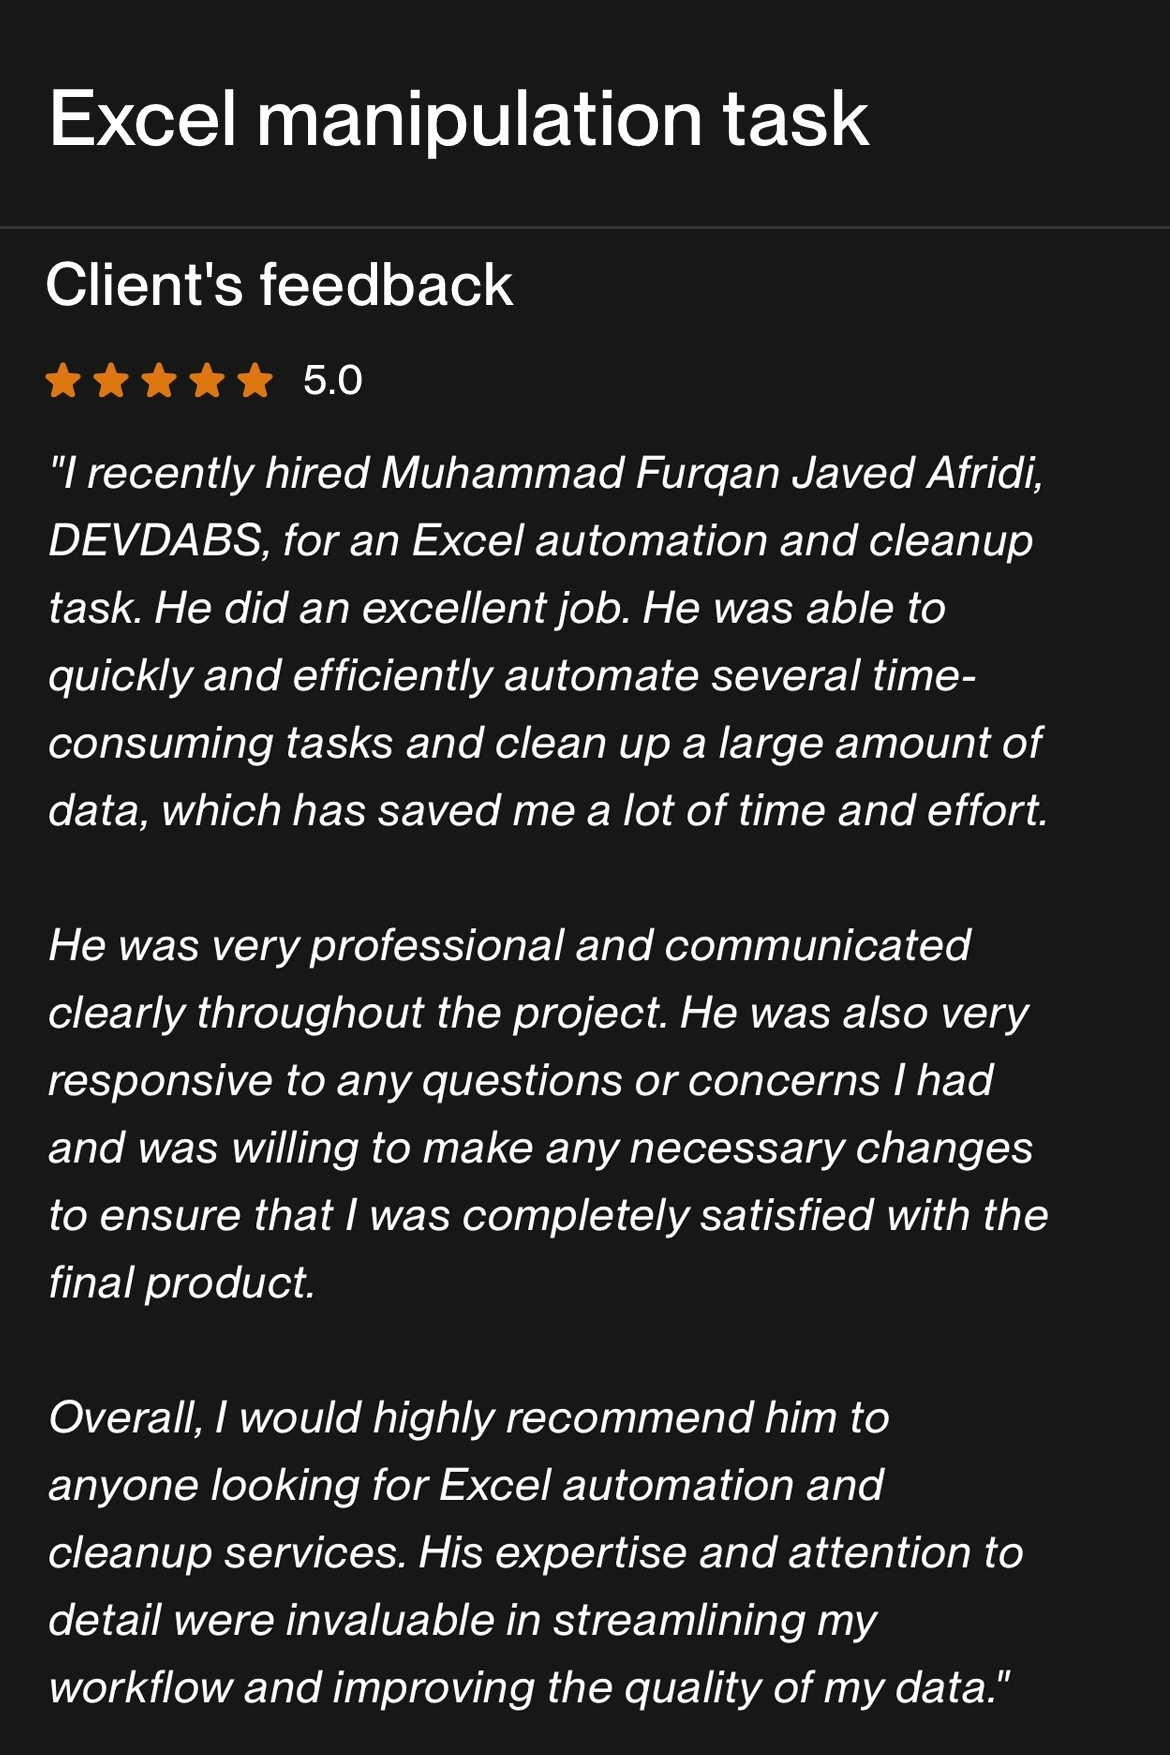 Excel manipulation task
Client's feedback
5.0
"I recently hired Muhammad Furqan Javed Afridi,
DEVDABS, for an Excel automation and cleanup
task. He did an excellent job. He was able to
quickly and efficiently automate several time-
consuming tasks and clean up a large amount of
data, which has saved me a lot of time and effort.
He was very professional and communicated
clearly throughout the project. He was also very
responsive to any questions or concerns I had
and was willing to make any necessary changes
to ensure that I was completely satisfied with the
final product.
Overall, I would highly recommend him to
anyone looking for Excel automation and
cleanup services. His expertise and attention to
detail were invaluable in streamlining my
workflow and improving the quality of my data."